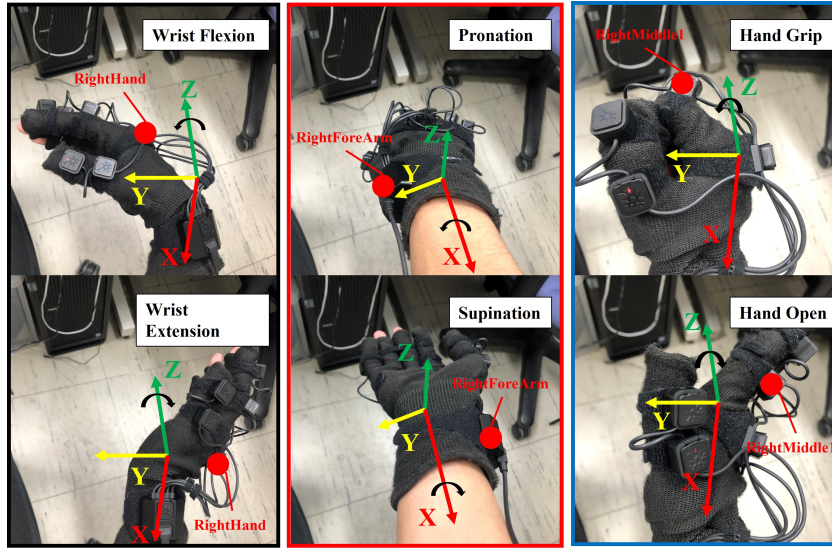 Wrist Flexion
RightHand
Z
Y
X
Pronation
RightForeArm
Z
Y
X
Hand Grip
RightMiddle1
Z
Y
X
Wrist
Extension
Z
Y
X
RightHand
Supination
Z
RightForeArm
Y
X
Hand Open
Z
Y
RightMiddle1
X